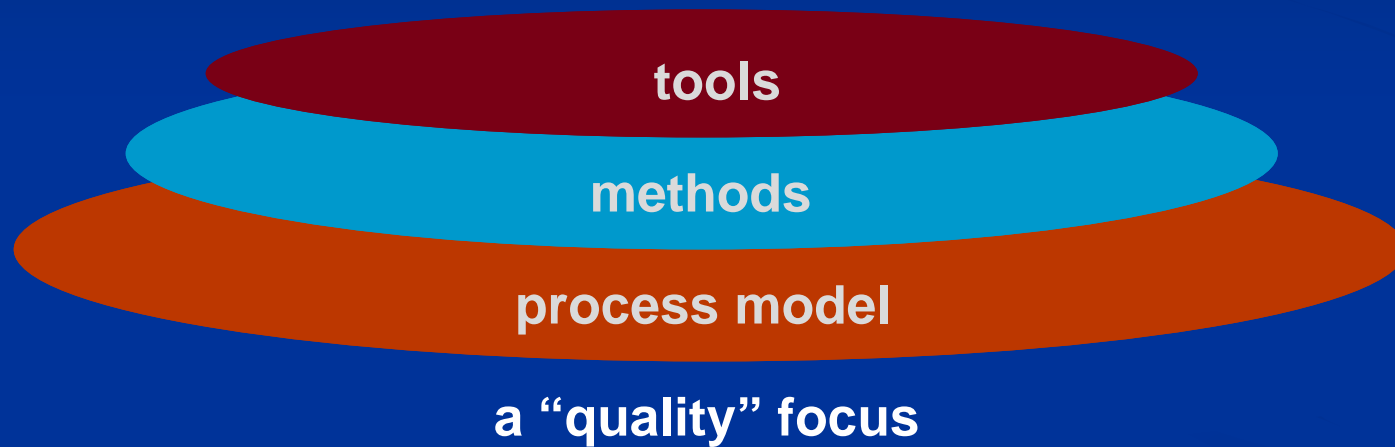 tools
methods
process model
a “quality” focus